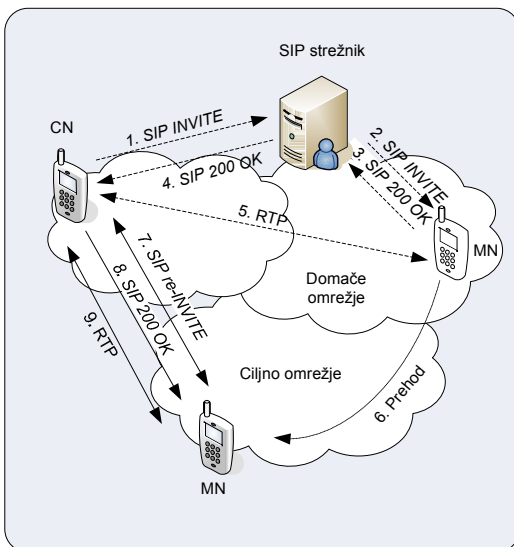 SIP strežnik
CN
1. SIP INVITE
2. SIP INVITE
3. SIP 200 OK
4. SIP 200 OK
5. RTP
MN
Domače
omrežje
7. SIP re-INVITE
8. SIP 200 OK
9. RTP
Ciljno omrežje
6. Prehod
MN